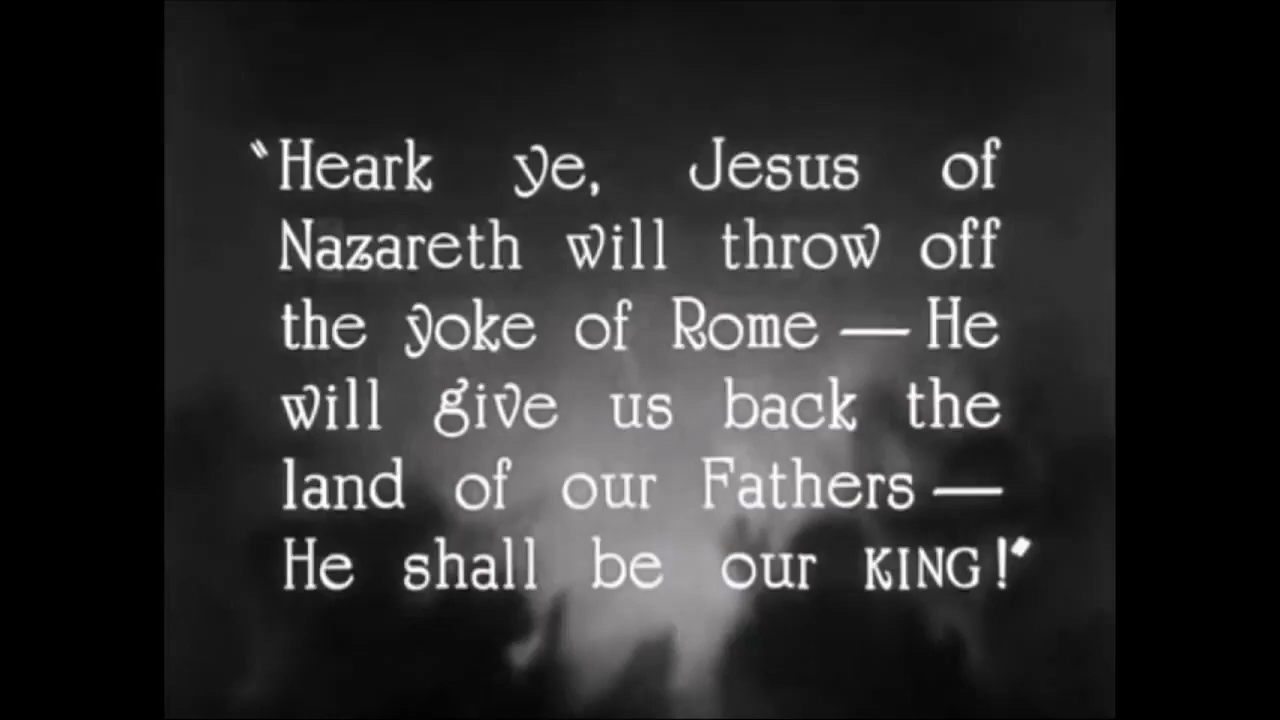 "Heark ye, Jesus of
Nazareth will throw off
the yoke of Rome — He
will give us back the
land of our Fathers —
He shall be our KING!"